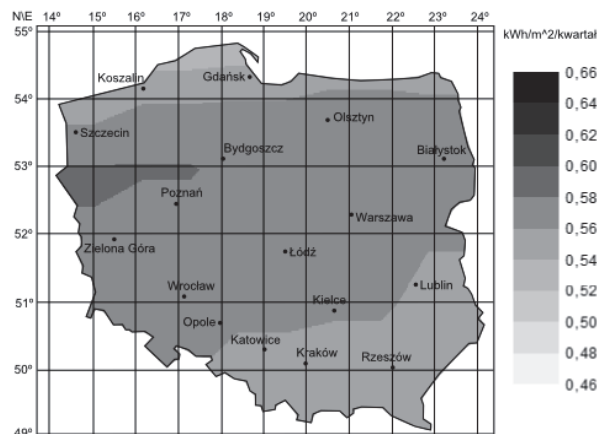 N\E 14° 15° 16° 17° 18° 19° 20° 21° 22° 23° 24°
kWh/m^2/kwartał
55°
54°
53°
52°
51°
50°
49°
Koszalin
Gdańsk
Szczecin
Olsztyn
Bydgoszcz
Białystok
Poznań
Warszawa
Zielona Góra
Łódź
Wrocław
Kielce
Lublin
Opole
Katowice
Kraków
Rzeszów
0,66
0,64
0,62
0,60
0,58
0,56
0,54
0,52
0,50
0,48
0,46